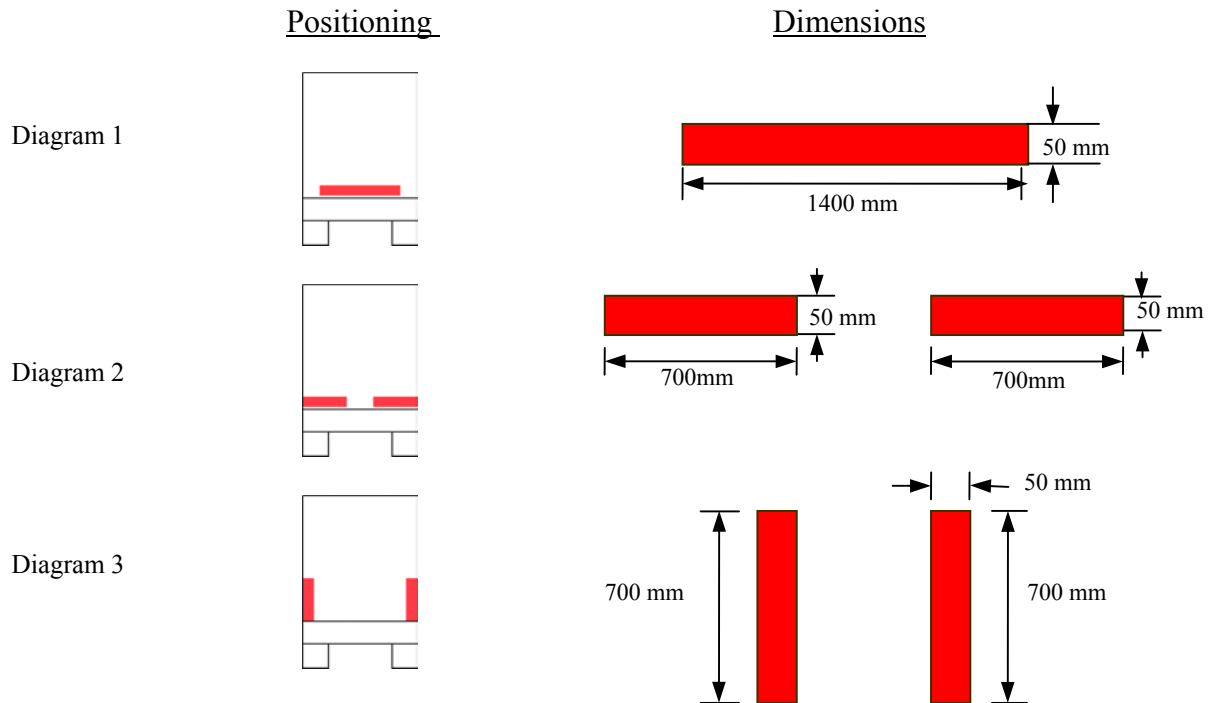 Positioning
Dimensions
Diagram 1
50 mm
1400 mm
Diagram 2
50 mm
50 mm
700mm
700mm
Diagram 3
50 mm
700 mm
700 mm